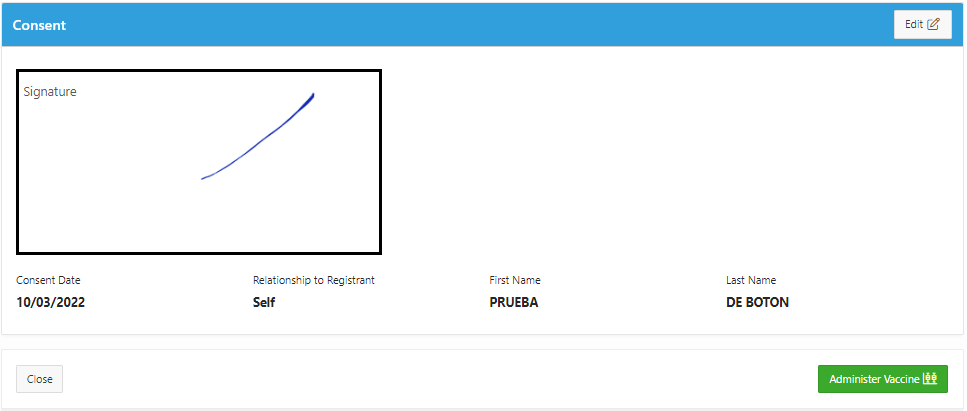 Consent
Edit
Signature
Consent Date
Relationship to Registrant
First Name
Last Name
10/03/2022
Self
PRUEBA
DE BOTON
Close
Administer Vaccine